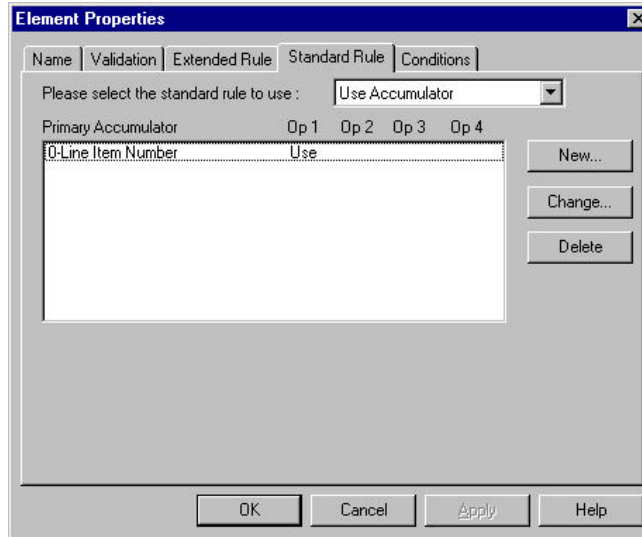 Element Properties
Name Validation Extended Rule Standard Rule Conditions
Please select the standard rule to use : Use Accumulator
Primary Accumulator Op 1 Op 2 Op 3 Op 4
0-Line Item Number Use
New...
Change...
Delete
OK Cancel Apply Help